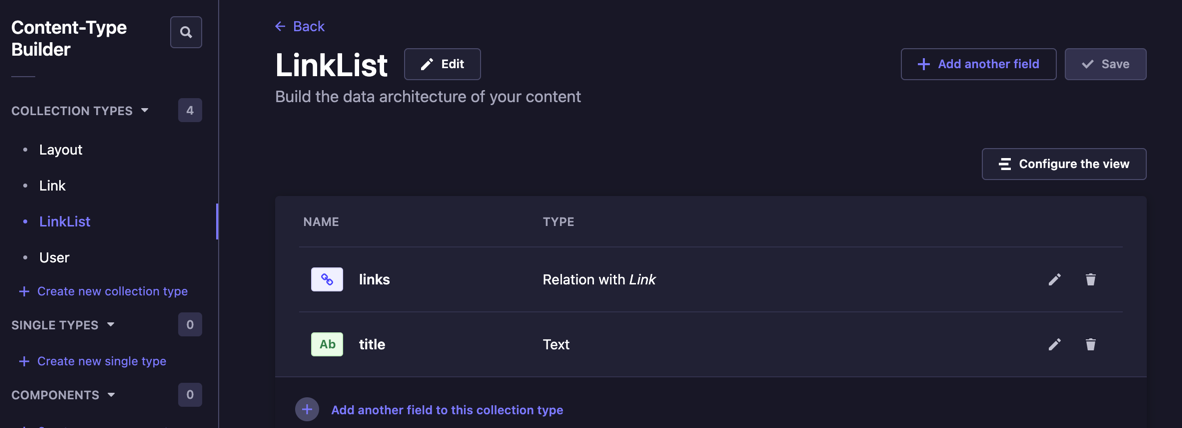 Content-Type
Builder
COLLECTION TYPES
4
Layout
Link
LinkList
User
Create new collection type
SINGLE TYPES
0
Create new single type
COMPONENTS
0
Back
LinkList
Edit
Add another field
Save
Build the data architecture of your content
Configure the view
NAME TYPE
links Relation with Link
Ab title Text
Add another field to this collection type